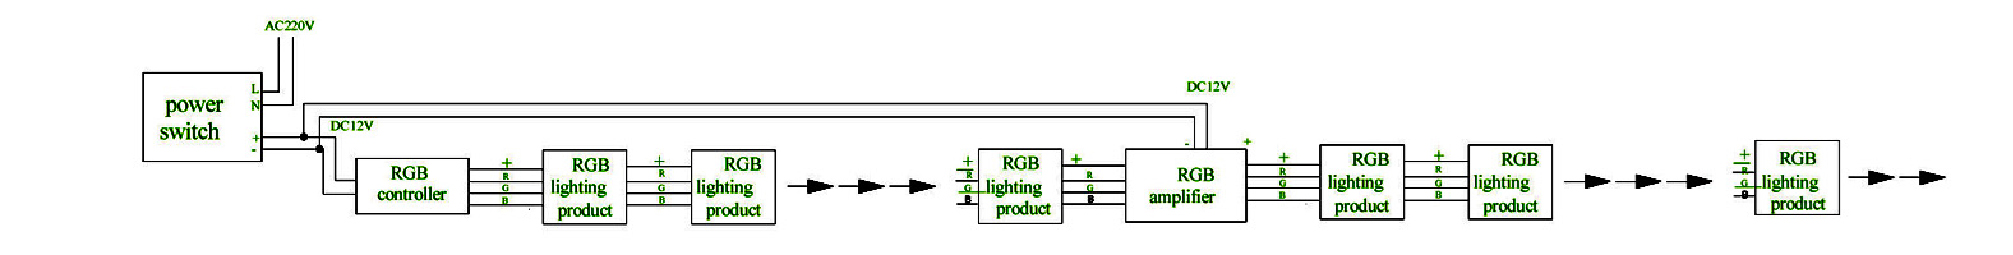 AC220V
power
switch
L
N
+
-
DC12V
RGB
controller
+
R
G
B
RGB
lighting
product
+
R
G
B
RGB
lighting
product
+
R
G
B
RGB
lighting
product
+
R
G
B
DC12V
-
+
RGB
amplifier
+
R
G
B
RGB
lighting
product
+
R
G
B
RGB
lighting
product
+
R
G
B
RGB
lighting
product